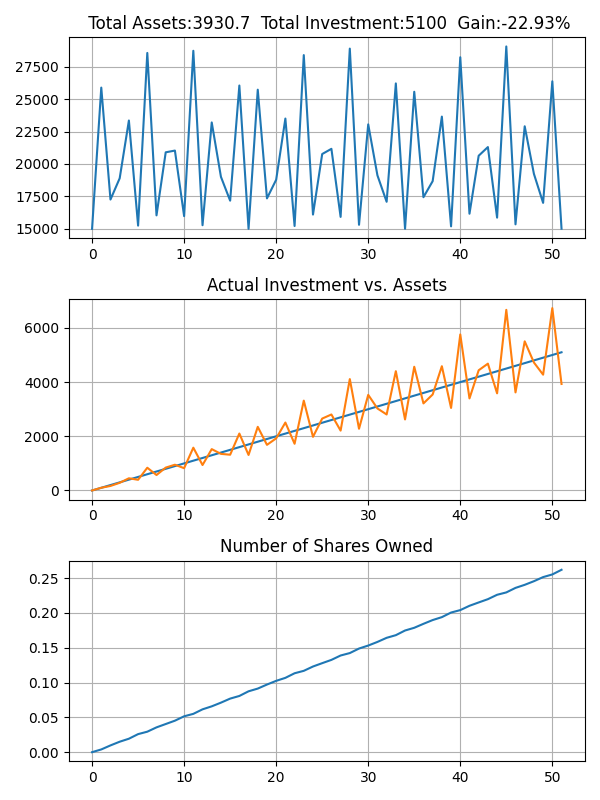 Total Assets:3930.7 Total Investment:5100 Gain:-22.93%
27500
25000
22500
20000
17500
15000
0 10 20 30 40 50
Actual Investment vs. Assets
6000
4000
2000
0
0 10 20 30 40 50
Number of Shares Owned
0.25
0.20
0.15
0.10
0.05
0.00
0 10 20 30 40 50